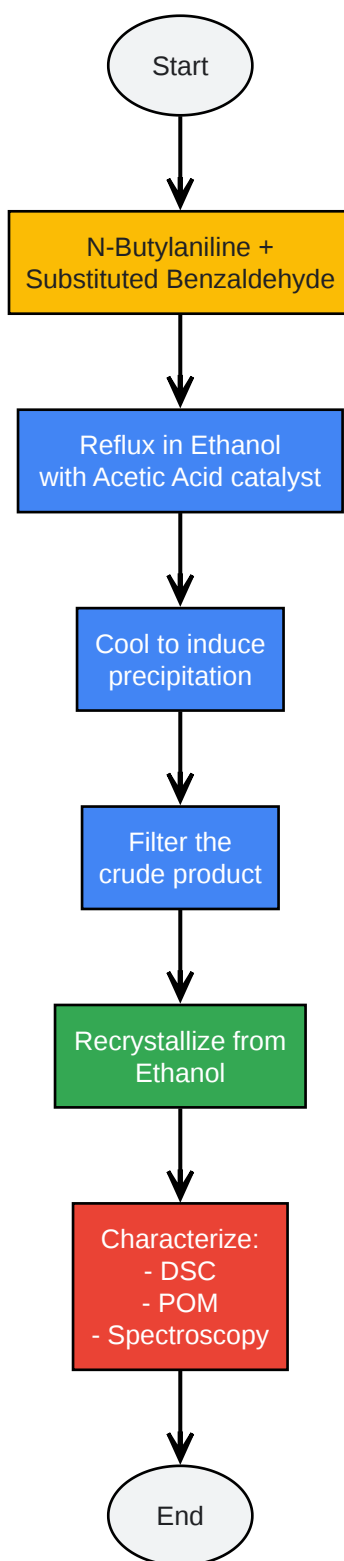 Start
N-Butylaniline +
Substituted Benzaldehyde
Reflux in Ethanol
with Acetic Acid catalyst
Cool to induce
precipitation
Filter the
crude product
Recrystallize from
Ethanol
Characterize:
- DSC
- POM
- Spectroscopy
End